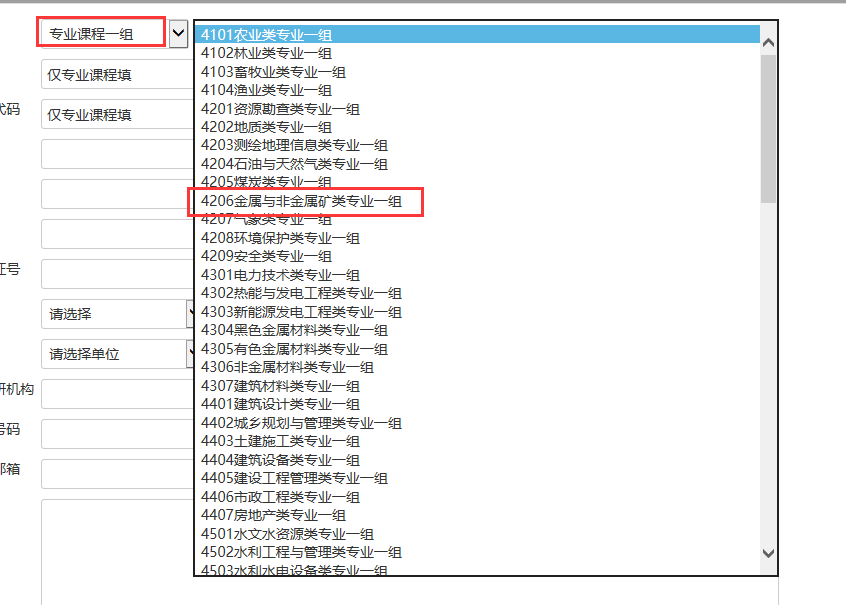 专业课程一组
仅专业课程填
代码
仅专业课程填
证号
请选择
请选择单位
研机构
号码
邮箱
4101农业类专业一组
4102林业类专业一组
4103畜牧业类专业一组
4104渔业类专业一组
4201资源勘查类专业一组
4202地质类专业一组
4203测绘地理信息类专业一组
4204石油与天然气类专业一组
4205煤炭类专业一组
4206金属与非金属矿类专业一组
4207气象类专业一组
4208环境保护类专业一组
4209安全类专业一组
4301电力技术类专业一组
4302热能与发电工程类专业一组
4303新能源发电工程类专业一组
4304黑色金属材料类专业一组
4305有色金属材料类专业一组
4306非金属材料类专业一组
4307建筑材料类专业一组
4401建筑设计类专业一组
4402城乡规划与管理类专业一组
4403土建施工类专业一组
4404建筑设备类专业一组
4405建设工程管理类专业一组
4406市政工程类专业一组
4407房地产类专业一组
4501水文水资源类专业一组
4502水利工程与管理类专业一组
4503水利水电设备类专业一组